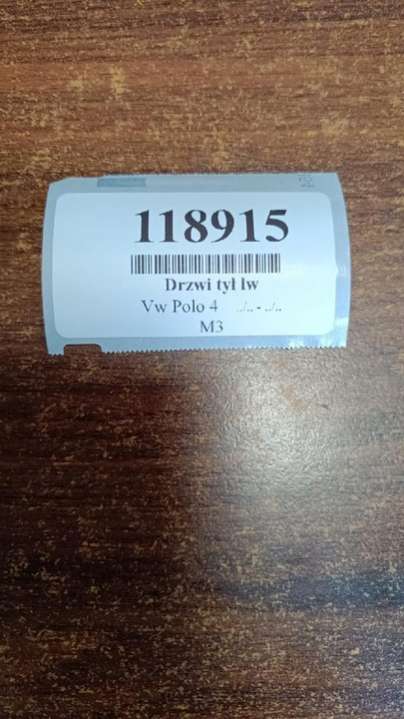 118915
Drzwi tył lw
Vw Polo 4 ../.. - ../..
M3